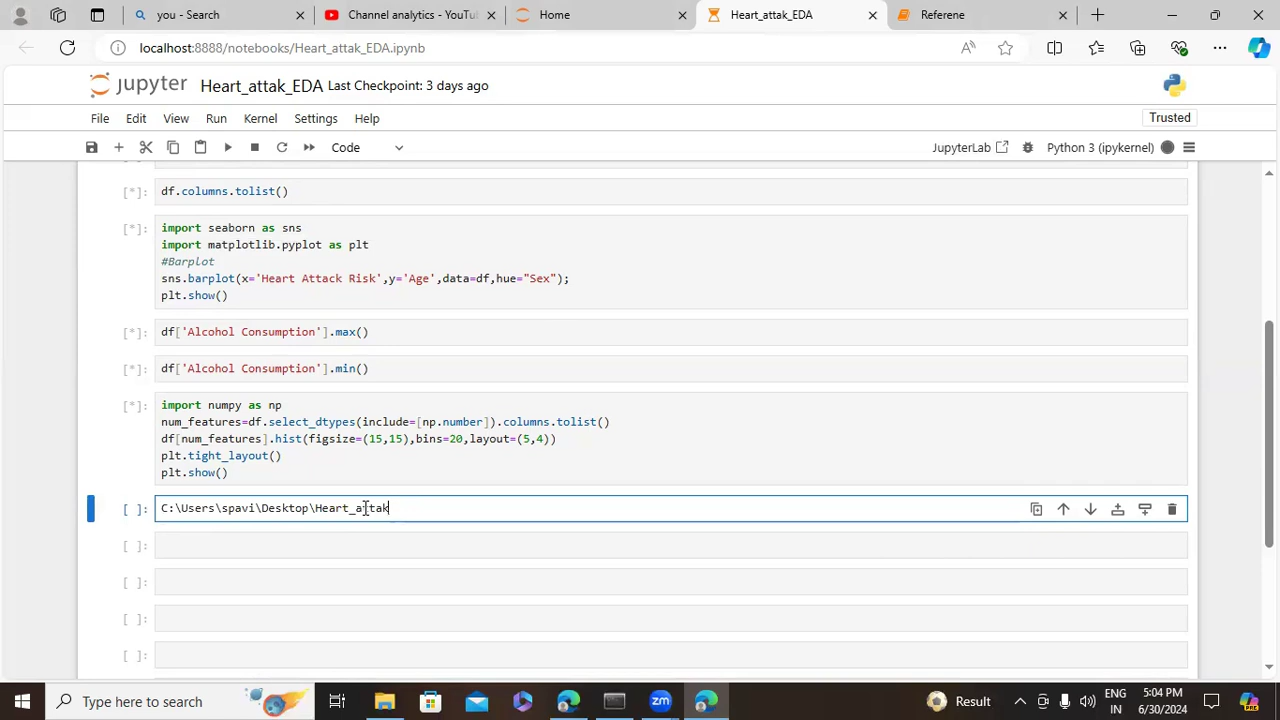 you - Search
Channel analytics - YouTu
Home
Heart_attak_EDA
Referene
localhost:8888/notebooks/Heart_attak_EDA.ipynb
jupyter Heart_attak_EDA Last Checkpoint: 3 days ago
File Edit View Run Kernel Settings Help
Trusted
Code
JupyterLab
Python 3 (ipykernel)
[*]: df.columns.tolist()
[*]: import seaborn as sns
import matplotlib.pyplot as plt
#Barplot
sns.barplot(x='Heart Attack Risk',y='Age',data=df,hue="Sex");
plt.show()
[*]: df['Alcohol Consumption'].max()
[*]: df['Alcohol Consumption'].min()
[*]: import numpy as np
num_features=df.select_dtypes(include=[np.number]).columns.tolist()
df[num_features].hist(figsize=(15,15),bins=20,layout=(5,4))
plt.tight_layout()
plt.show()
[ ]: C:\Users\spavi\Desktop\Heart_attak
[ ]:
[ ]:
[ ]:
[ ]:
Type here to search
zm
Result
ENG
IN
5:04 PM
6/30/2024
PRE